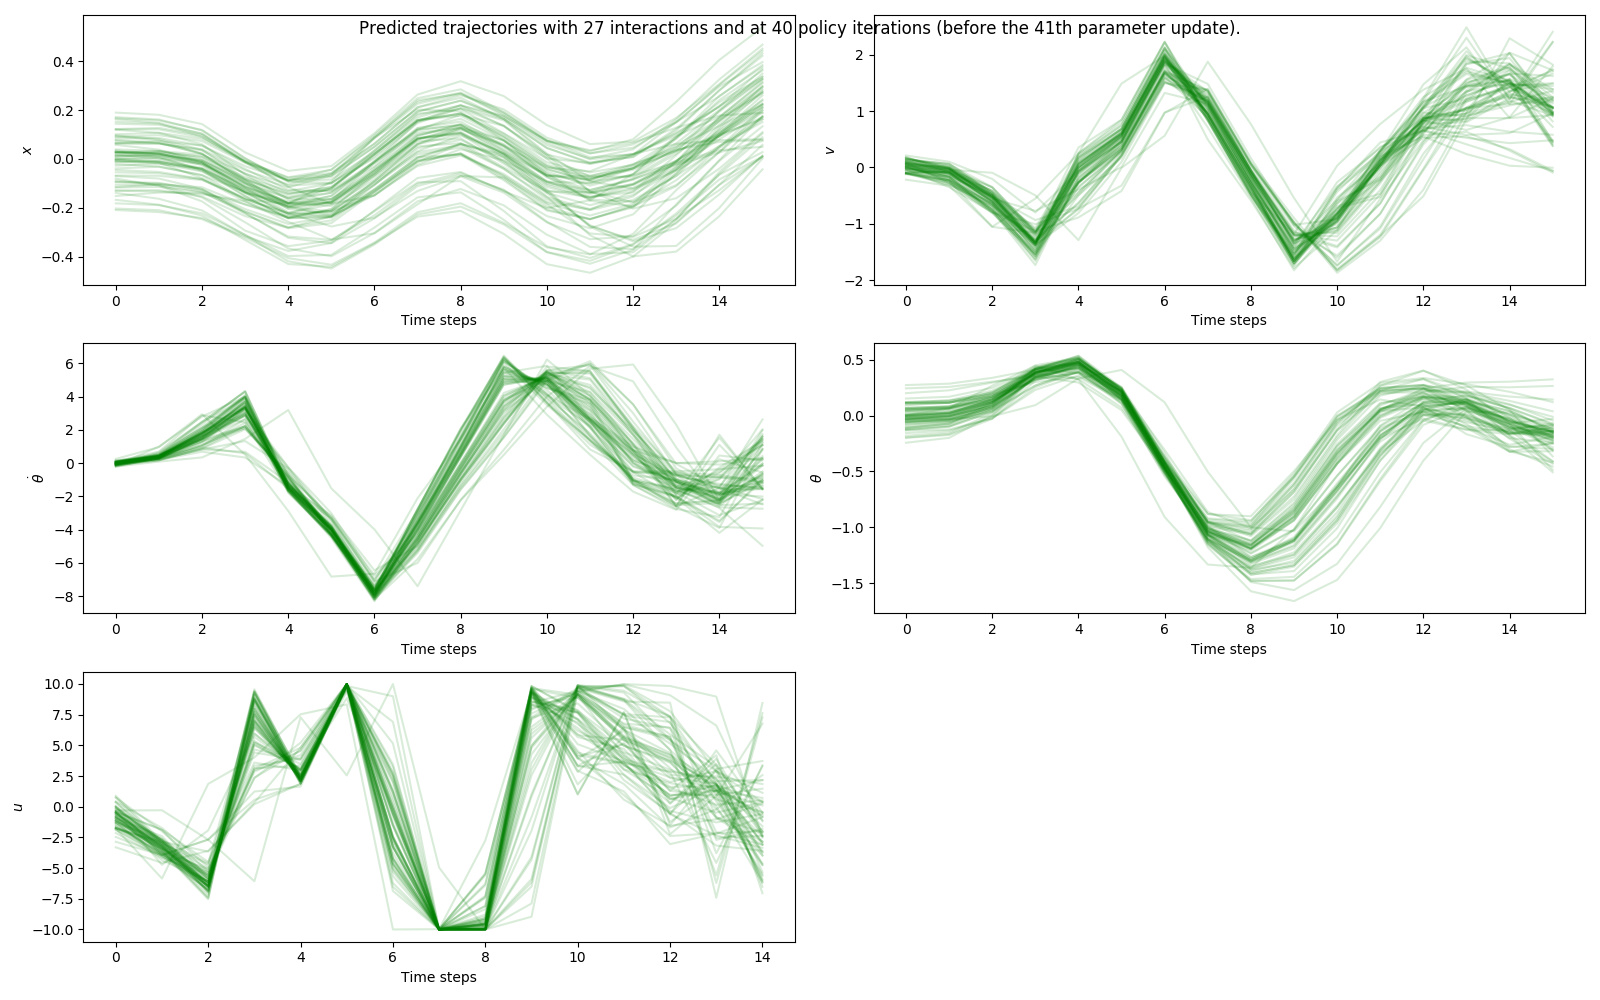 Predicted trajectories with 27 interactions and at 40 policy iterations (before the 41th parameter update).
0.4
0.2
0.0
−0.2
−0.4
x
0 2 4 6 8 10 12 14
Time steps
2
1
0
−1
−2
v
0 2 4 6 8 10 12 14
Time steps
6
4
2
0
−2
−4
−6
−8
θ̇
0 2 4 6 8 10 12 14
Time steps
0.5
0.0
−0.5
−1.0
−1.5
θ
0 2 4 6 8 10 12 14
Time steps
10.0
7.5
5.0
2.5
0.0
−2.5
−5.0
−7.5
−10.0
u
0 2 4 6 8 10 12 14
Time steps